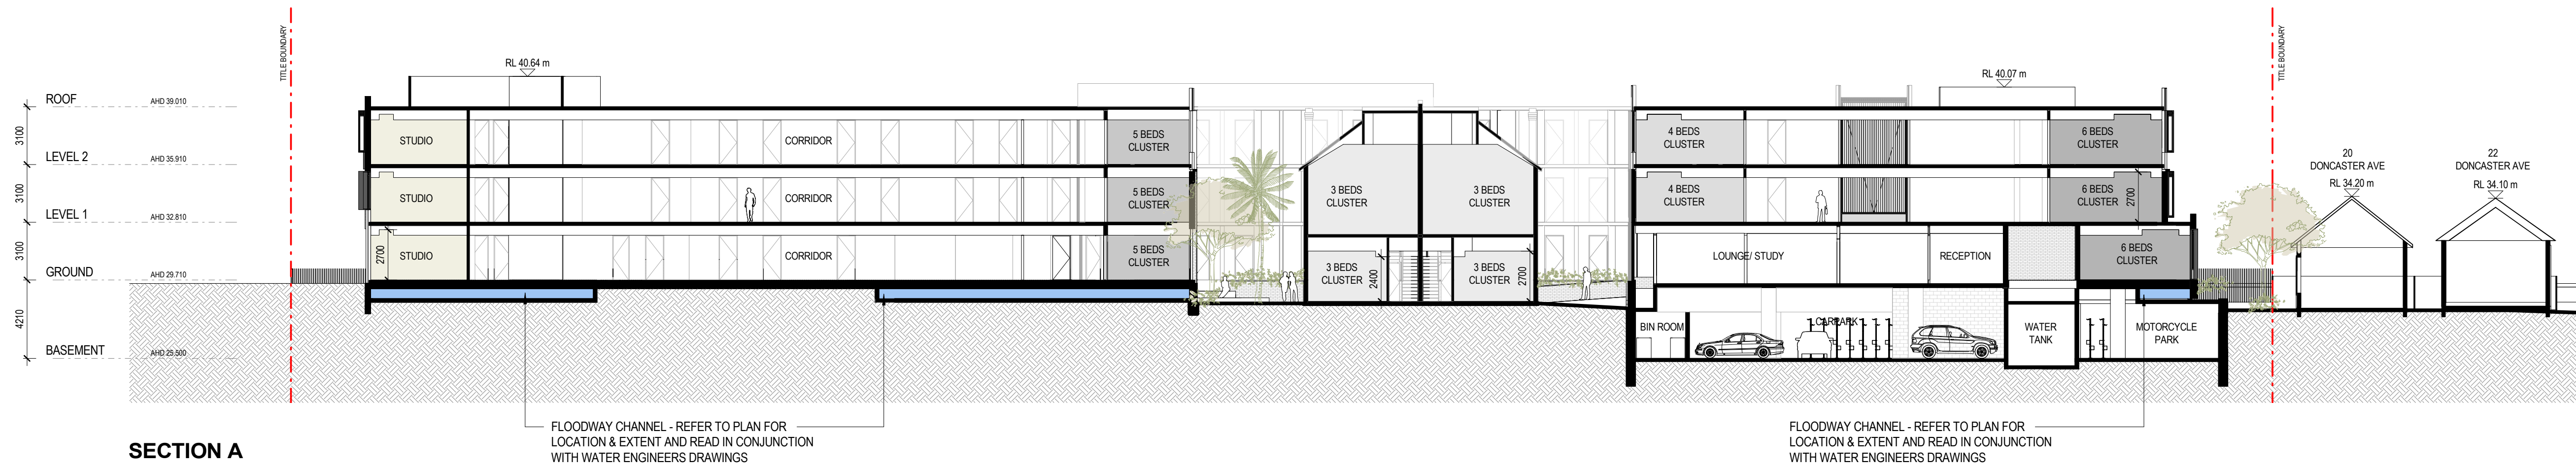 TITLE BOUNDARY
TITLE BOUNDARY
RL 40.64 m
RL 40.07 m
ROOF
AHD 39.010
3100
STUDIO
CORRIDOR
5 BEDS
CLUSTER
4 BEDS
CLUSTER
6 BEDS
CLUSTER
LEVEL 2
AHD 35.910
20
DONCASTER AVE
RL 34.20 m
22
DONCASTER AVE
RL 34.10 m
3100
STUDIO
CORRIDOR
5 BEDS
CLUSTER
3 BEDS
CLUSTER
3 BEDS
CLUSTER
4 BEDS
CLUSTER
6 BEDS
CLUSTER
2700
LEVEL 1
AHD 32.810
3100
2700
STUDIO
CORRIDOR
5 BEDS
CLUSTER
3 BEDS
CLUSTER
2400
3 BEDS
CLUSTER
2700
LOUNGE/ STUDY
RECEPTION
6 BEDS
CLUSTER
GROUND
AHD 29.710
4210
BIN ROOM
CARPARK
WATER
TANK
MOTORCYCLE
PARK
BASEMENT
AHD 25.500
SECTION A
FLOODWAY CHANNEL - REFER TO PLAN FOR
LOCATION & EXTENT AND READ IN CONJUNCTION
WITH WATER ENGINEERS DRAWINGS
FLOODWAY CHANNEL - REFER TO PLAN FOR
LOCATION & EXTENT AND READ IN CONJUNCTION
WITH WATER ENGINEERS DRAWINGS